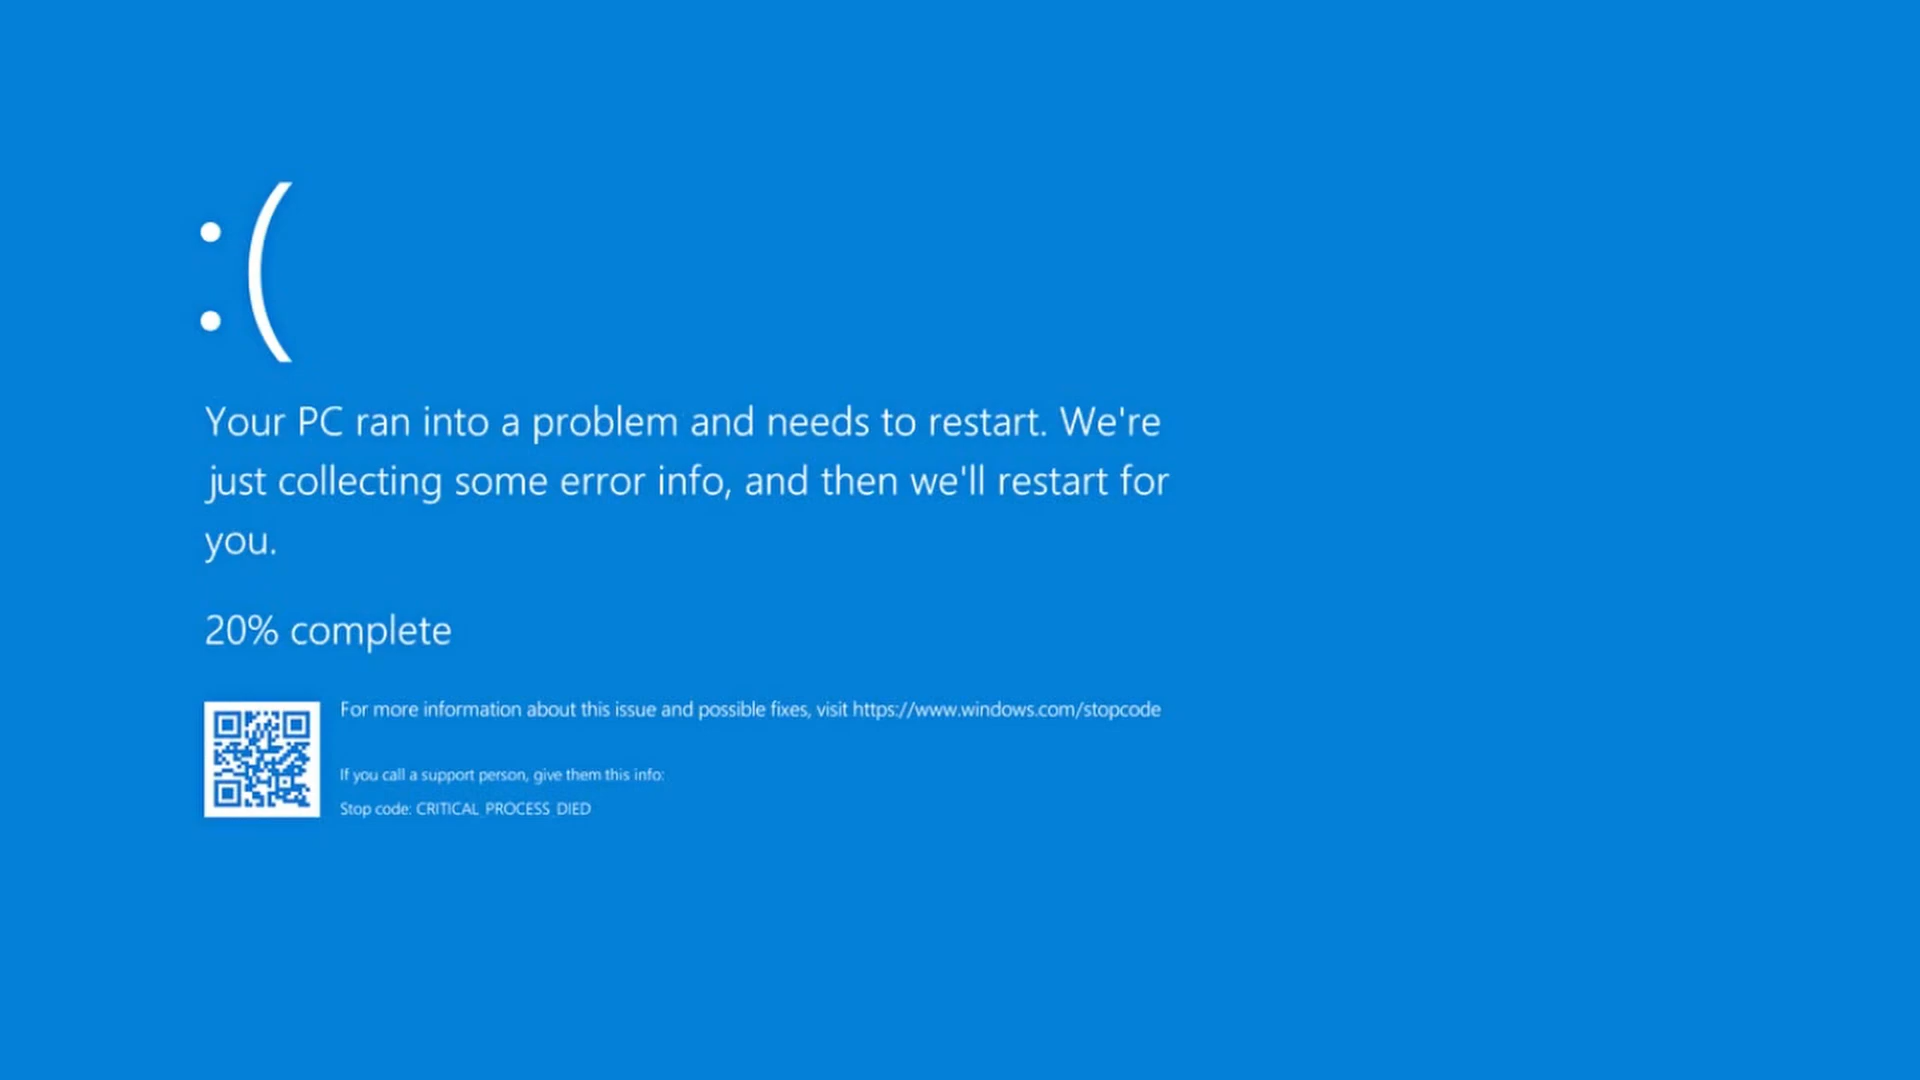 :(
Your PC ran into a problem and needs to restart. We're
just collecting some error info, and then we'll restart for
you.
20% complete
For more information about this issue and possible fixes, visit https://www.windows.com/stopcode
If you call a support person, give them this info:
Stop code: CRITICAL_PROCESS_DIED